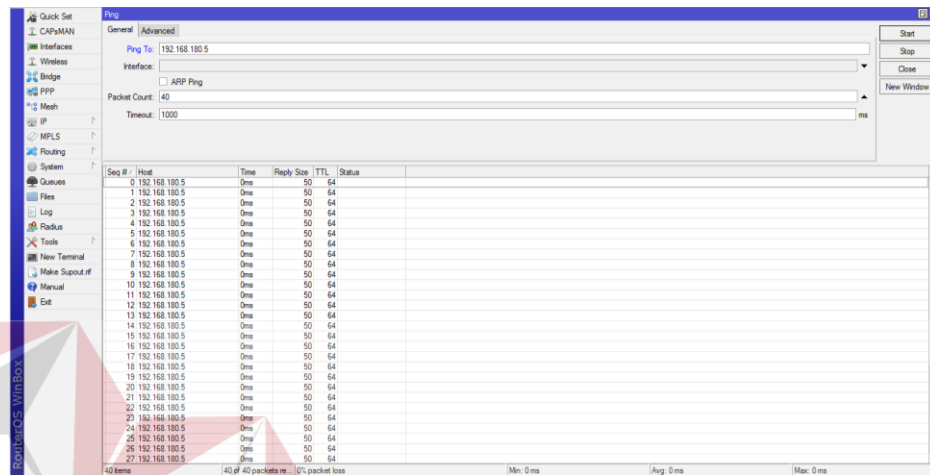 Quick Set
CAPsMAN
Interfaces
Wireless
Bridge
PPP
Mesh
IP
MPLS
Routing
System
Queues
Files
Log
Radius
Tools
New Terminal
Make Supout.rif
Manual
Exit
RouterOS WinBox
Ping
General Advanced
Ping To: 192.168.180.5
Interface:
ARP Ping
Packet Count: 40
Timeout: 1000 ms
Start
Stop
Close
New Window
Seq # Host Time Reply Size TTL Status
0 192.168.180.5 0ms 50 64
1 192.168.180.5 0ms 50 64
2 192.168.180.5 0ms 50 64
3 192.168.180.5 0ms 50 64
4 192.168.180.5 0ms 50 64
5 192.168.180.5 0ms 50 64
6 192.168.180.5 0ms 50 64
7 192.168.180.5 0ms 50 64
8 192.168.180.5 0ms 50 64
9 192.168.180.5 0ms 50 64
10 192.168.180.5 0ms 50 64
11 192.168.180.5 0ms 50 64
12 192.168.180.5 0ms 50 64
13 192.168.180.5 0ms 50 64
14 192.168.180.5 0ms 50 64
15 192.168.180.5 0ms 50 64
16 192.168.180.5 0ms 50 64
17 192.168.180.5 0ms 50 64
18 192.168.180.5 0ms 50 64
19 192.168.180.5 0ms 50 64
20 192.168.180.5 0ms 50 64
21 192.168.180.5 0ms 50 64
22 192.168.180.5 0ms 50 64
23 192.168.180.5 0ms 50 64
24 192.168.180.5 0ms 50 64
25 192.168.180.5 0ms 50 64
26 192.168.180.5 0ms 50 64
27 192.168.180.5 0ms 50 64
40 items 40 of 40 packets re... 0% packet loss Min: 0 ms Avg: 0 ms Max: 0 ms